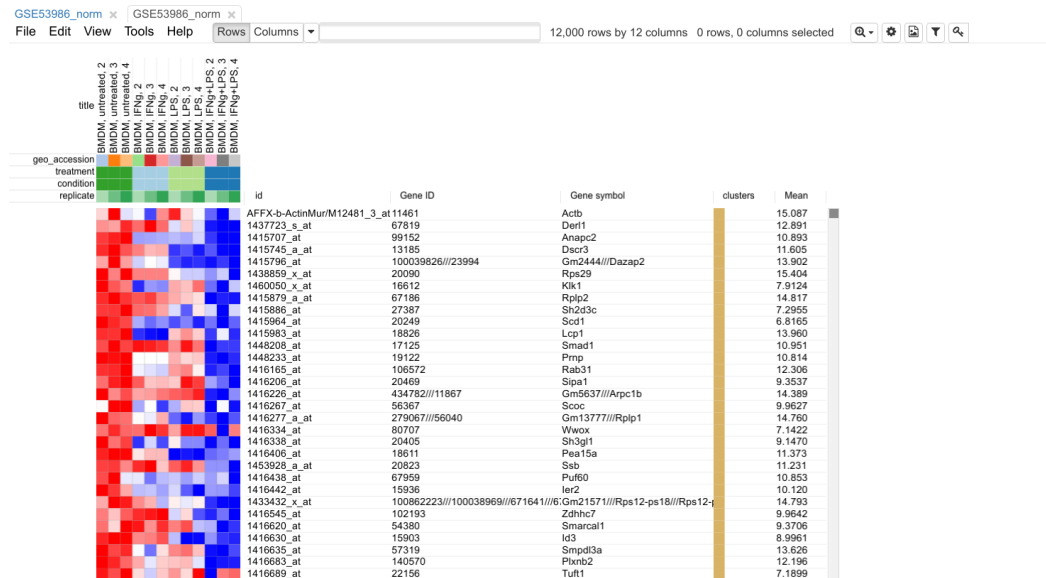 GSE53986_norm × GSE53986_norm ×
File Edit View Tools Help Rows Columns 12,000 rows by 12 columns 0 rows, 0 columns selected
title
BMDM, untreated, 2
BMDM, untreated, 3
BMDM, untreated, 4
BMDM, IFNg, 2
BMDM, IFNg, 3
BMDM, IFNg, 4
BMDM, LPS, 2
BMDM, LPS, 3
BMDM, LPS, 4
BMDM, IFNg+LPS, 2
BMDM, IFNg+LPS, 3
BMDM, IFNg+LPS, 4
geo_accession
treatment
condition
replicate id Gene ID Gene symbol clusters Mean
AFFX-b-ActinMur/M12481_3_at 11461 Actb 15.087
1437723_s_at 67819 Derl1 12.891
1415707_at 99152 Anapc2 10.893
1415745_a_at 13185 Dscr3 11.605
1415796_at 100039826///23994 Gm2444///Dazap2 13.902
1438859_x_at 20090 Rps29 15.404
1460050_x_at 16612 Klk1 7.9124
1415879_a_at 67186 Rplp2 14.817
1415886_at 27387 Sh2d3c 7.2955
1415964_at 20249 Scd1 6.8165
1415983_at 18826 Lcp1 13.960
1448208_at 17125 Smad1 10.951
1448233_at 19122 Prnp 10.814
1416165_at 106572 Rab31 12.306
1416206_at 20469 Sipa1 9.3537
1416226_at 434782///11867 Gm5637///Arpc1b 14.389
1416267_at 56367 Scoc 9.9627
1416277_a_at 279067///56040 Gm13777///Rplp1 14.760
1416334_at 80707 Wwox 7.1422
1416338_at 20405 Sh3gl1 9.1470
1416406_at 18611 Pea15a 11.373
1453928_a_at 20823 Ssb 11.231
1416438_at 67959 Puf60 10.853
1416442_at 15936 Ier2 10.120
1433432_x_at 100862223///100038969///671641///6 Gm21571///Rps12-ps18///Rps12-p 14.793
1416545_at 102193 Zdhhc7 9.9642
1416620_at 54380 Smarcal1 9.3706
1416630_at 15903 Id3 8.9961
1416635_at 57319 Smpdl3a 13.626
1416683_at 140570 Plxnb2 12.196
1416689_at 22156 Tuft1 7.1899